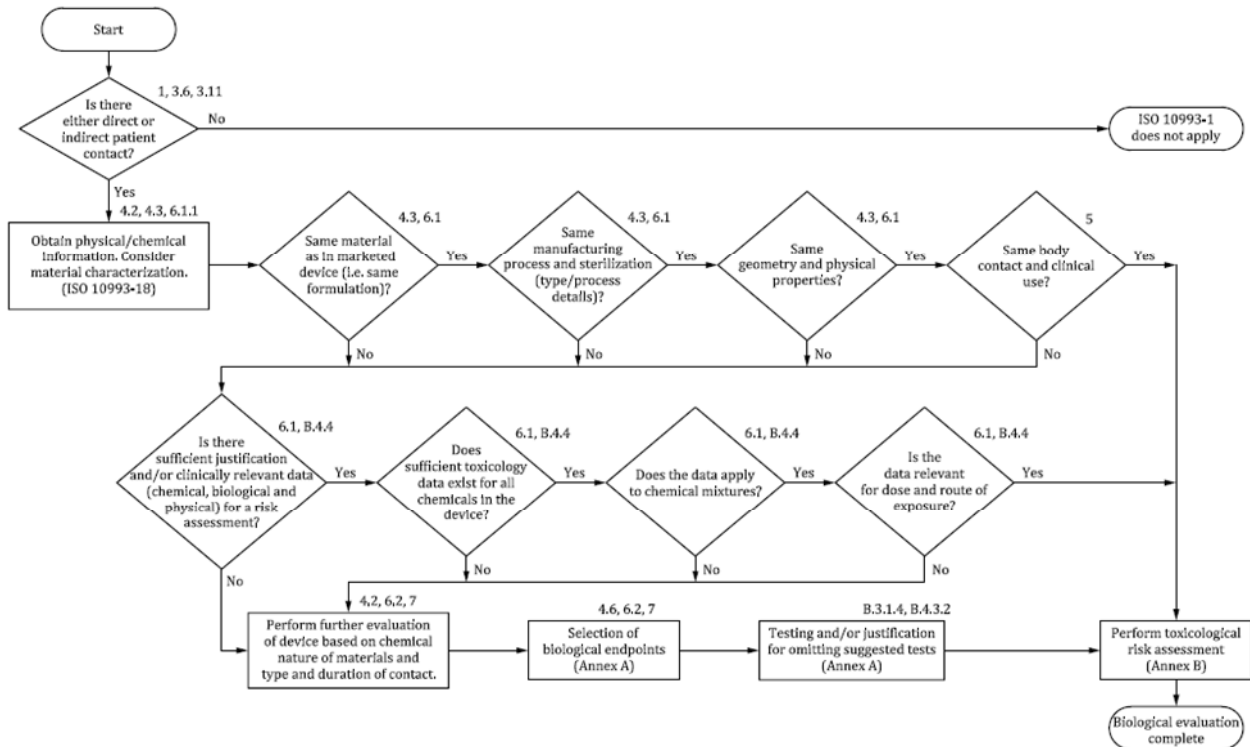 Start
1, 3.6, 3.11
Is there
either direct or
indirect patient
contact?
No
ISO 10993-1
does not apply
Yes
4.2, 4.3, 6.1.1
Obtain physical/chemical
information. Consider
material characterization.
(ISO 10993-18)
4.3, 6.1
Same material
as in marketed
device (i.e. same
formulation)?
Yes
No
4.3, 6.1
Same
manufacturing
process and sterilization
(type/process
details)?
Yes
No
4.3, 6.1
Same
geometry and physical
properties?
Yes
No
5
Same body
contact and clinical
use?
Yes
No
6.1, B.4.4
Is there
sufficient justification
and/or clinically relevant data
(chemical, biological and
physical) for a risk
assessment?
Yes
No
6.1, B.4.4
Does
sufficient toxicology
data exist for all
chemicals in the
device?
Yes
No
6.1, B.4.4
Does the data apply
to chemical mixtures?
Yes
No
6.1, B.4.4
Is the
data relevant
for dose and route of
exposure?
Yes
No
4.2, 6.2, 7
Perform further evaluation
of device based on chemical
nature of materials and
type and duration of contact.
4.6, 6.2, 7
Selection of
biological endpoints
(Annex A)
B.3.1.4, B.4.3.2
Testing and/or justification
for omitting suggested tests
(Annex A)
Perform toxicological
risk assessment
(Annex B)
Biological evaluation
complete